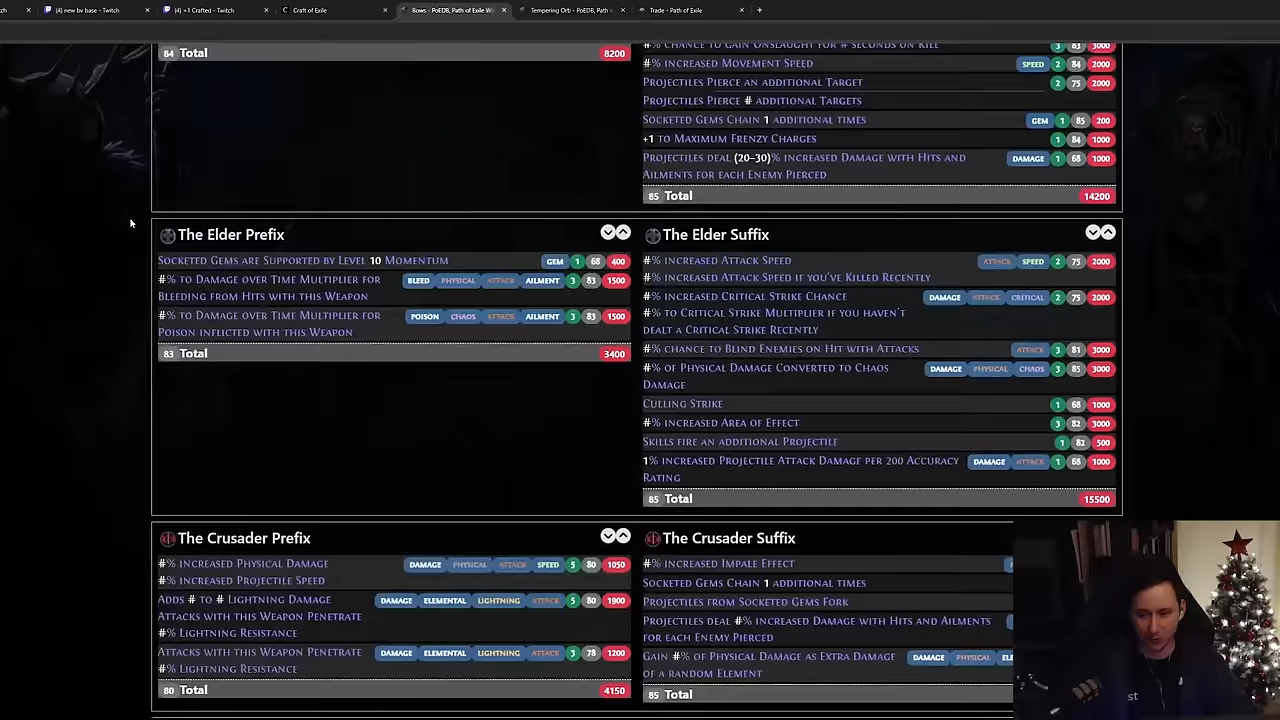 tch
(4) new bv base - Twitch
(4) +1 Crafted - Twitch
Craft of Exile
Bows - PoEDB, Path of Exile Wi
Tempering Orb - PoEDB, Path
Trade - Path of Exile
84 Total 8200
#% chance to gain Onslaught for # seconds on Kill 3 83 3000
#% increased Movement Speed SPEED 2 84 2000
Projectiles Pierce an additional Target 2 75 2000
Projectiles Pierce # additional Targets
Socketed Gems Chain 1 additional times GEM 1 85 200
+1 to Maximum Frenzy Charges 1 84 1000
Projectiles deal (20–30)% increased Damage with Hits and DAMAGE 1 68 1000
Ailments for each Enemy Pierced
85 Total 14200
The Elder Prefix
Socketed Gems are Supported by Level 10 Momentum GEM 1 68 400
#% to Damage over Time Multiplier for BLEED PHYSICAL ATTACK AILMENT 3 83 1500
Bleeding from Hits with this Weapon
#% to Damage over Time Multiplier for POISON CHAOS ATTACK AILMENT 3 83 1500
Poison inflicted with this Weapon
83 Total 3400
The Elder Suffix
#% increased Attack Speed ATTACK SPEED 2 75 2000
#% increased Attack Speed if you've Killed Recently
#% increased Critical Strike Chance DAMAGE ATTACK CRITICAL 2 75 2000
#% to Critical Strike Multiplier if you haven't
dealt a Critical Strike Recently
#% chance to Blind Enemies on Hit with Attacks ATTACK 3 81 3000
#% of Physical Damage Converted to Chaos DAMAGE PHYSICAL CHAOS 3 85 3000
Damage
Culling Strike 1 68 1000
#% increased Area of Effect 3 82 3000
Skills fire an additional Projectile 1 82 500
1% increased Projectile Attack Damage per 200 Accuracy DAMAGE ATTACK 1 68 1000
Rating
85 Total 15500
The Crusader Prefix
#% increased Physical Damage DAMAGE PHYSICAL ATTACK SPEED 5 80 1050
#% increased Projectile Speed
Adds # to # Lightning Damage DAMAGE ELEMENTAL LIGHTNING ATTACK 5 80 1900
Attacks with this Weapon Penetrate
#% Lightning Resistance
Attacks with this Weapon Penetrate DAMAGE ELEMENTAL LIGHTNING ATTACK 3 78 1200
#% Lightning Resistance
80 Total 4150
The Crusader Suffix
#% increased Impale Effect
Socketed Gems Chain 1 additional times
Projectiles from Socketed Gems Fork
Projectiles deal #% increased Damage with Hits and Ailments
for each Enemy Pierced
Gain #% of Physical Damage as Extra Damage DAMAGE PHYSICAL ELE
of a random Element
85 Total
st